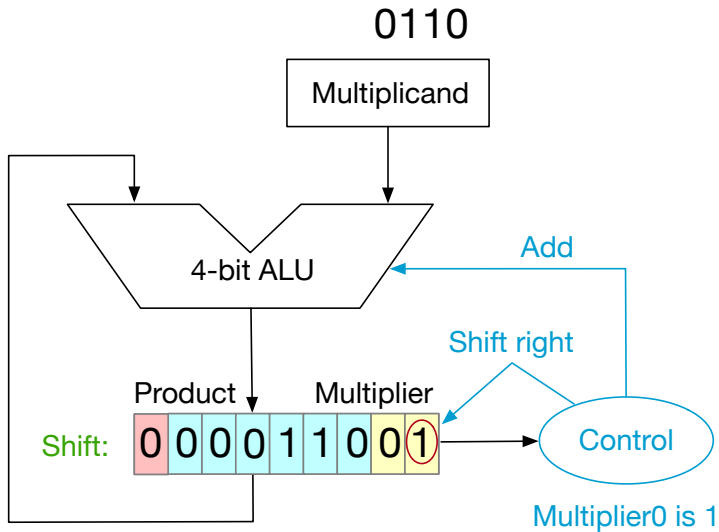 0110
Multiplicand
4-bit ALU
Add
Shift right
Product Multiplier
Shift: 0 0 0 0 1 1 0 0 1
Control
Multiplier0 is 1